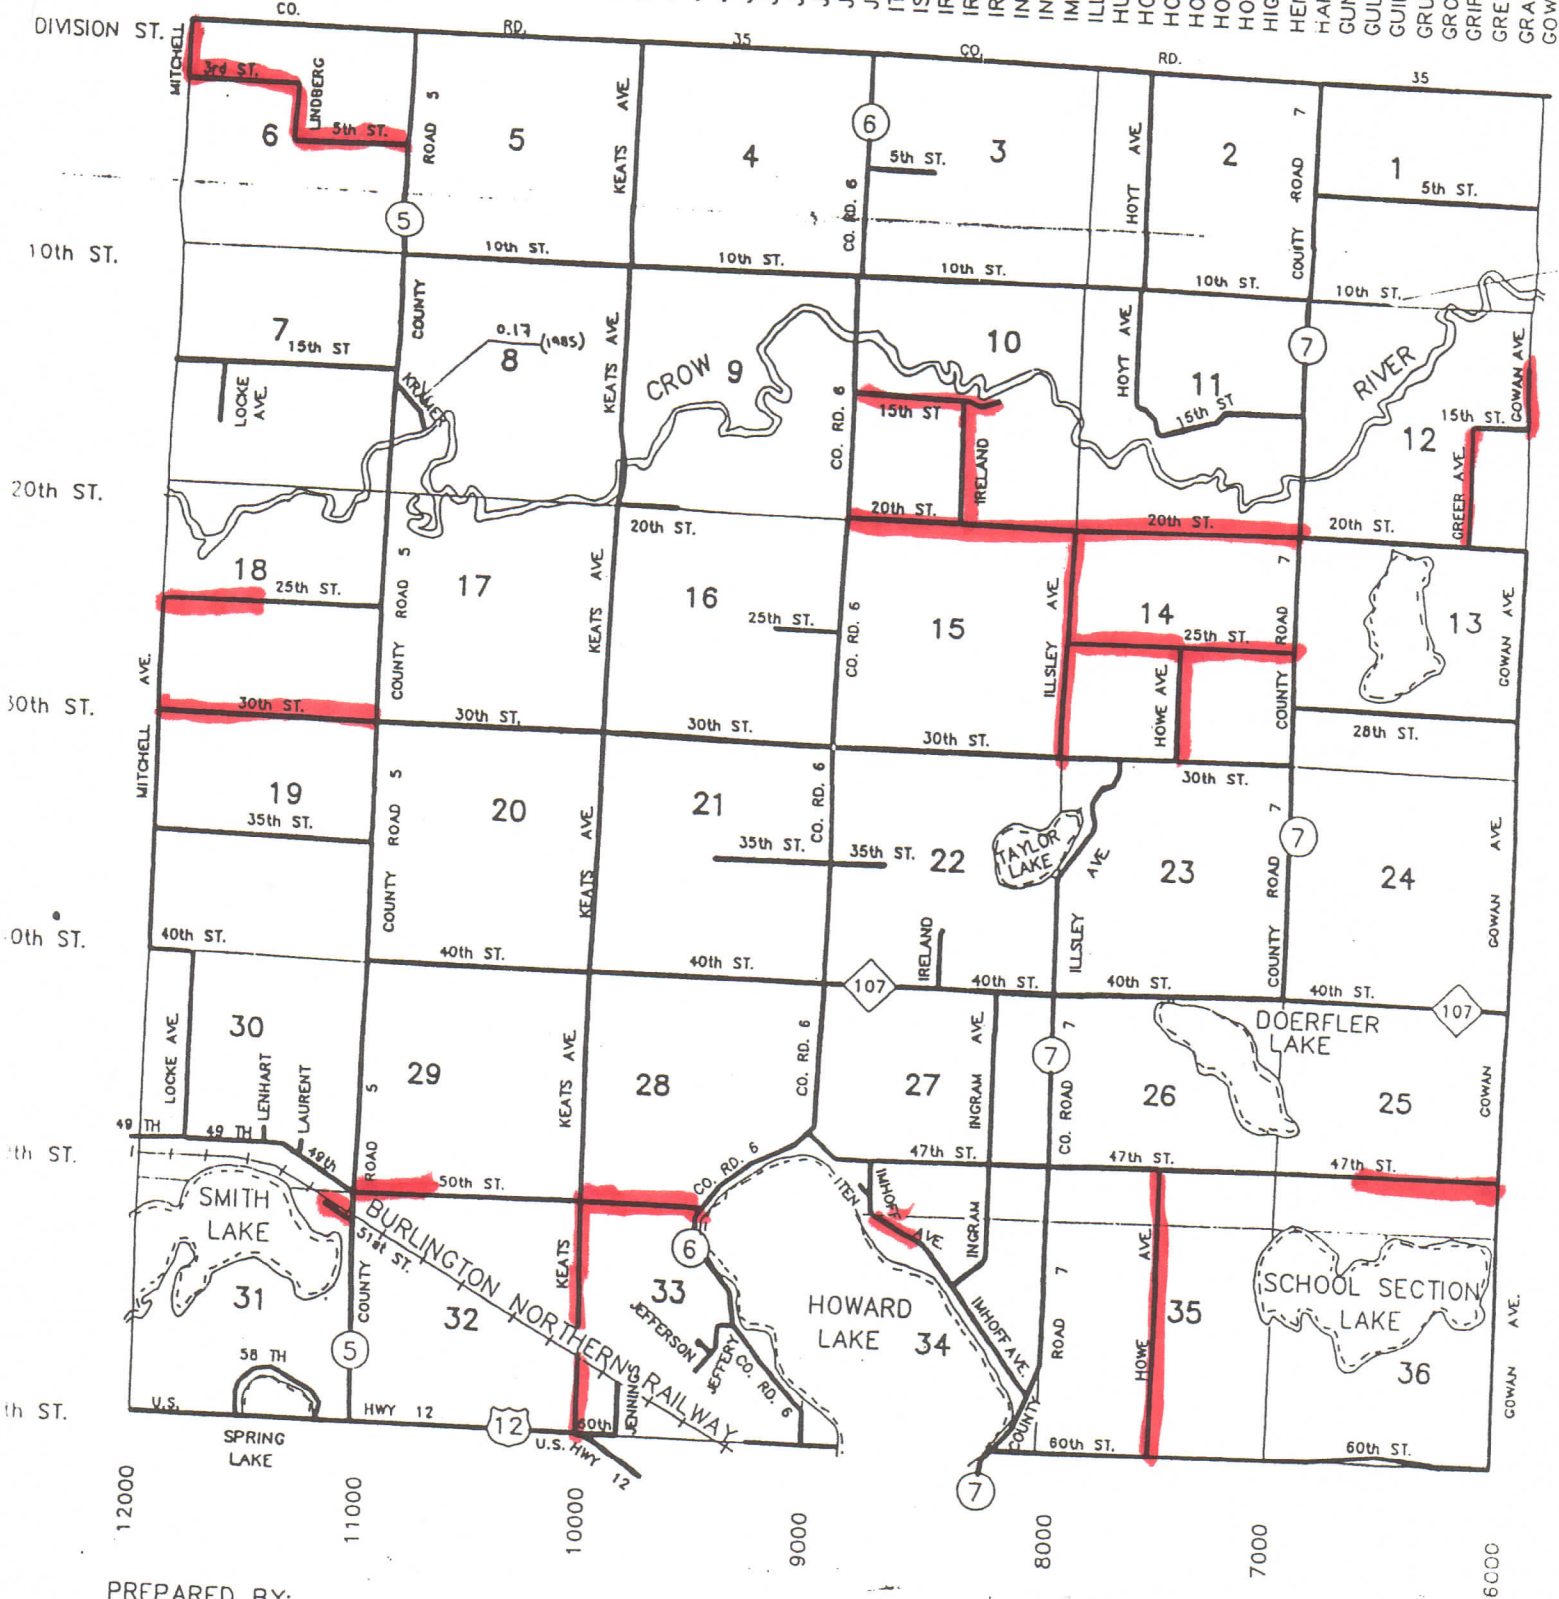 CO.
DIVISION ST.
MITCHELL
RD.
35
CO.
RD.
35
3rd ST.
LINDBERG
5th ST.
6
ROAD 5
5
KEATS AVE.
4
6
5th ST.
3
CO. RD. 6
HOYT AVE.
2
COUNTY ROAD 7
1
5th ST.
5
10th ST.
10th ST.
10th ST.
10th ST.
10th ST.
10th ST.
COUNTY
7
15th ST
LOCKE AVE.
KRAMER
0.17
(1985)
8
KEATS AVE.
CROW
9
10
CO. RD. 6
15th ST
IRELAND
HOYT AVE.
11
15th ST
7
RIVER
12
15th ST.
GOWAN AVE.
GREER AVE.
20th ST.
20th ST.
20th ST.
20th ST.
20th ST.
18
25th ST.
COUNTY ROAD 5
17
KEATS AVE.
16
25th ST.
CO. RD. 6
15
ILLSLEY AVE.
14
25th ST.
HOWE AVE.
COUNTY ROAD 7
13
GOWAN AVE.
MITCHELL AVE.
30th ST.
30th ST.
30th ST.
30th ST.
30th ST.
30th ST.
28th ST.
19
35th ST.
COUNTY ROAD 5
20
KEATS AVE.
21
35th ST.
CO. RD. 6
35th ST.
22
TAYLOR
LAKE
ILLSLEY AVE
23
COUNTY ROAD 7
7
24
GOWAN AVE.
0th ST.
40th ST.
40th ST.
40th ST.
107
IRELAND
40th ST.
40th ST.
40th ST.
107
LOCKE AVE.
30
LENHART
LAURENT
ROAD 5
29
KEATS AVE.
28
CO. RD. 6
27
INGRAM AVE.
7
CO. ROAD 7
26
DOERFLER
LAKE
25
GOWAN
49 TH
49 TH
49th
th ST.
50th ST.
CO. RD. 6
47th ST.
47th ST.
47th ST.
ITEN
IMHOFF AVE.
INGRAM
SMITH
LAKE
51st ST.
BURLINGTON NORTHERN RAILWAY
31
COUNTY
5
32
KEATS
33
6
JEFFERSON
JEFFERY
CO. RD. 6
HOWARD
LAKE
34
IMHOFF AVE.
ROAD 7
COUNTY
HOWE AVE.
35
SCHOOL SECTION
LAKE
36
GOWAN AVE.
58 TH
th ST.
U.S.
HWY 12
12
60th
JENNINGS
U.S. HWY 12
SPRING
LAKE
60th ST.
60th ST.
7
12000
11000
10000
9000
8000
7000
6000
PREPARED BY: